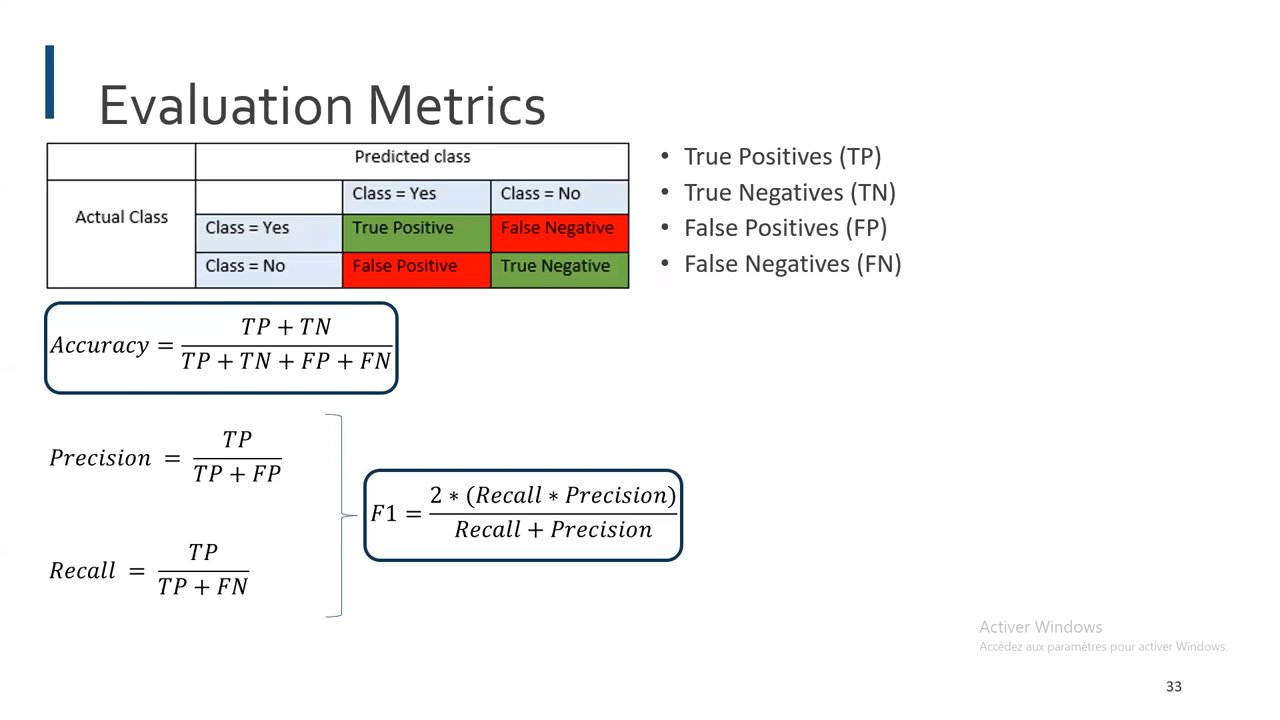 Evaluation Metrics
Predicted class
Actual Class
Class = Yes Class = No
Class = Yes True Positive False Negative
Class = No False Positive True Negative
• True Positives (TP)
• True Negatives (TN)
• False Positives (FP)
• False Negatives (FN)
Accuracy = (TP + TN) / (TP + TN + FP + FN)
Precision = TP / (TP + FP)
Recall = TP / (TP + FN)
F1 = 2 * (Recall * Precision) / (Recall + Precision)
Activer Windows
Accédez aux paramètres pour activer Windows.
33